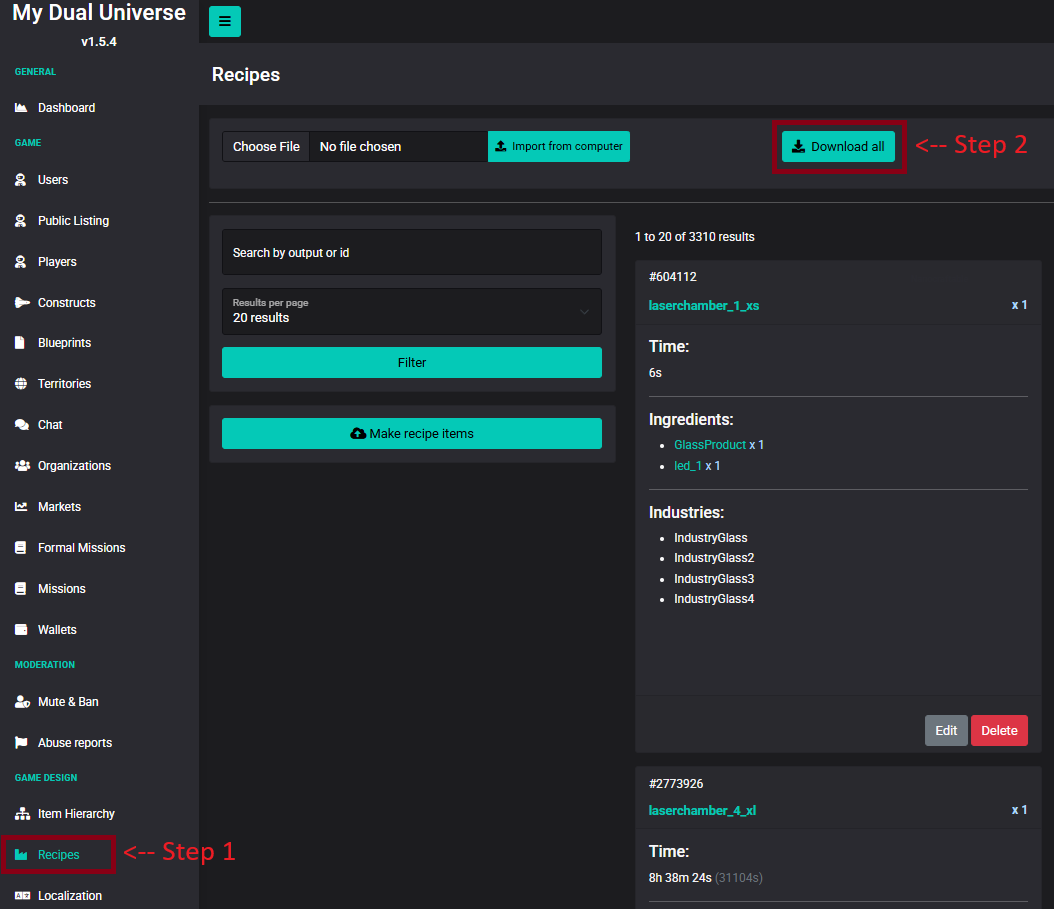 My Dual Universe
v1.5.4
GENERAL
Dashboard
GAME
Users
Public Listing
Players
Constructs
Blueprints
Territories
Chat
Organizations
Markets
Formal Missions
Missions
Wallets
MODERATION
Mute & Ban
Abuse reports
GAME DESIGN
Item Hierarchy
Recipes
<-- Step 1
Localization
Recipes
Choose File No file chosen Import from computer
Download all
<-- Step 2
Search by output or id
Results per page
20 results
Filter
Make recipe items
1 to 20 of 3310 results
#604112
laserchamber_1_xs x 1
Time:
6s
Ingredients:
GlassProduct x 1
led_1 x 1
Industries:
IndustryGlass
IndustryGlass2
IndustryGlass3
IndustryGlass4
Edit Delete
#2773926
laserchamber_4_xl x 1
Time:
8h 38m 24s (31104s)